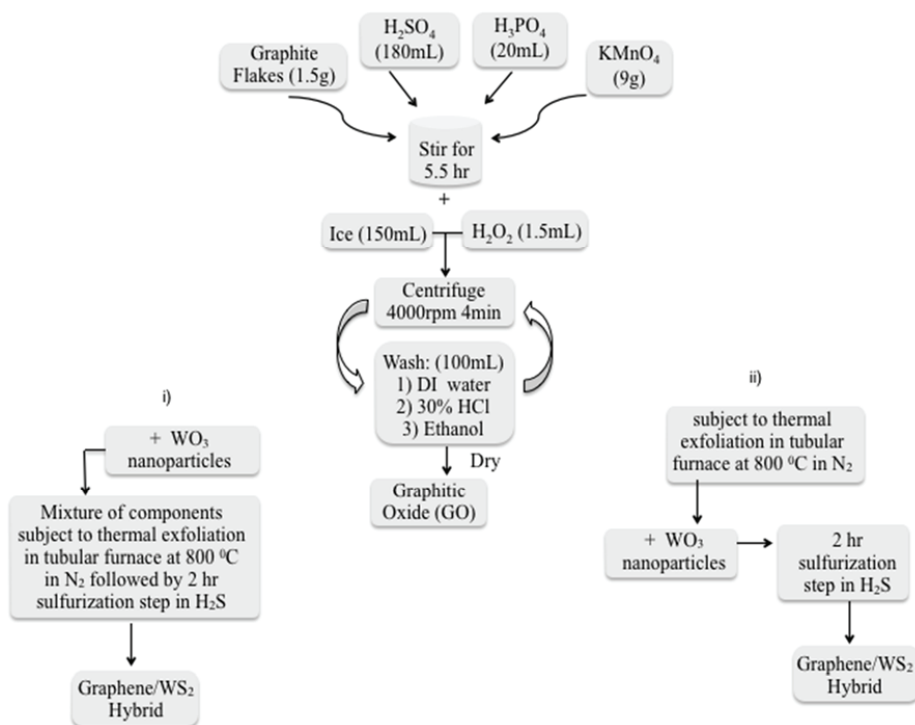 Graphite
Flakes (1.5g)
H₂SO₄
(180mL)
H₃PO₄
(20mL)
KMnO₄
(9g)
Stir for
5.5 hr
+
Ice (150mL)
H₂O₂ (1.5mL)
Centrifuge
4000rpm 4min
Wash: (100mL)
1) DI water
2) 30% HCl
3) Ethanol
Dry
Graphitic
Oxide (GO)
i)
+ WO₃
nanoparticles
Mixture of components
subject to thermal exfoliation
in tubular furnace at 800 ⁰C
in N₂ followed by 2 hr
sulfurization step in H₂S
Graphene/WS₂
Hybrid
ii)
subject to thermal
exfoliation in tubular
furnace at 800 ⁰C in N₂
+ WO₃
nanoparticles
2 hr
sulfurization
step in H₂S
Graphene/WS₂
Hybrid